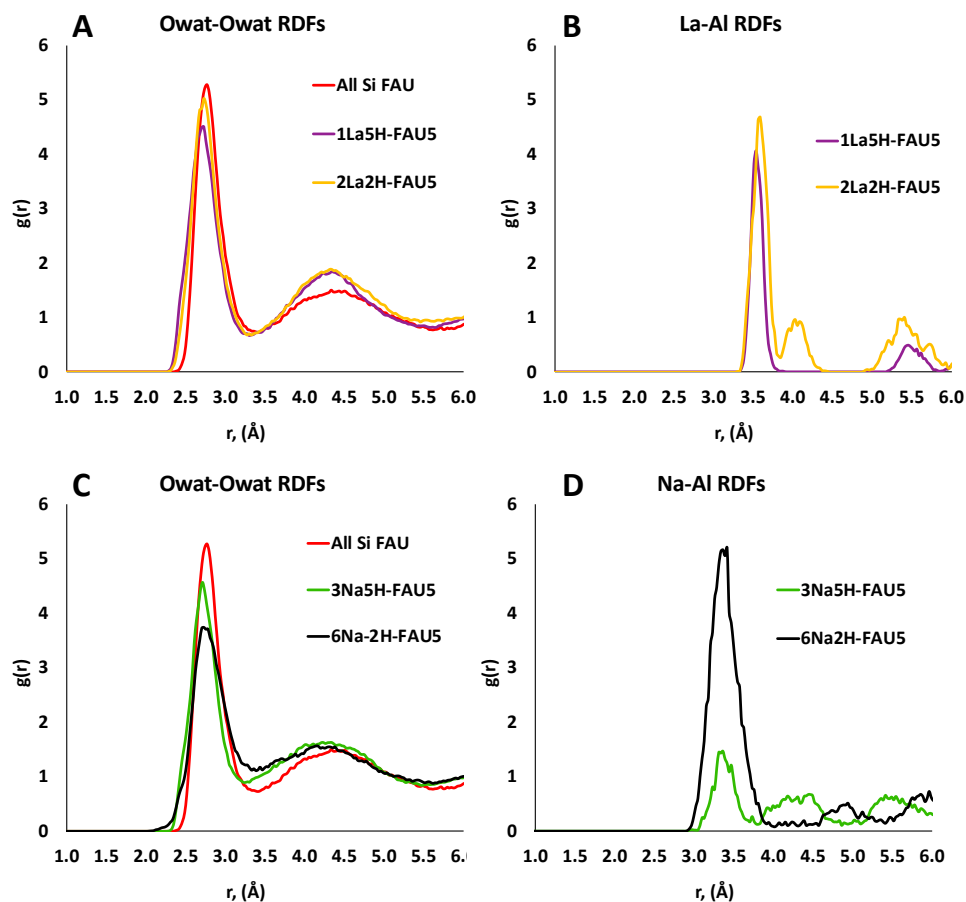 A
Owat-Owat RDFs
6
5
4
3
2
1
0
g(r)
All Si FAU
1La5H-FAU5
2La2H-FAU5
1.0 1.5 2.0 2.5 3.0 3.5 4.0 4.5 5.0 5.5 6.0
r, (Å)
B
La-Al RDFs
6
5
4
3
2
1
0
g(r)
1La5H-FAU5
2La2H-FAU5
1.0 1.5 2.0 2.5 3.0 3.5 4.0 4.5 5.0 5.5 6.0
r, (Å)
C
Owat-Owat RDFs
6
5
4
3
2
1
0
g(r)
All Si FAU
3Na5H-FAU5
6Na-2H-FAU5
1.0 1.5 2.0 2.5 3.0 3.5 4.0 4.5 5.0 5.5 6.0
r, (Å)
D
Na-Al RDFs
6
5
4
3
2
1
0
g(r)
3Na5H-FAU5
6Na2H-FAU5
1.0 1.5 2.0 2.5 3.0 3.5 4.0 4.5 5.0 5.5 6.0
r, (Å)